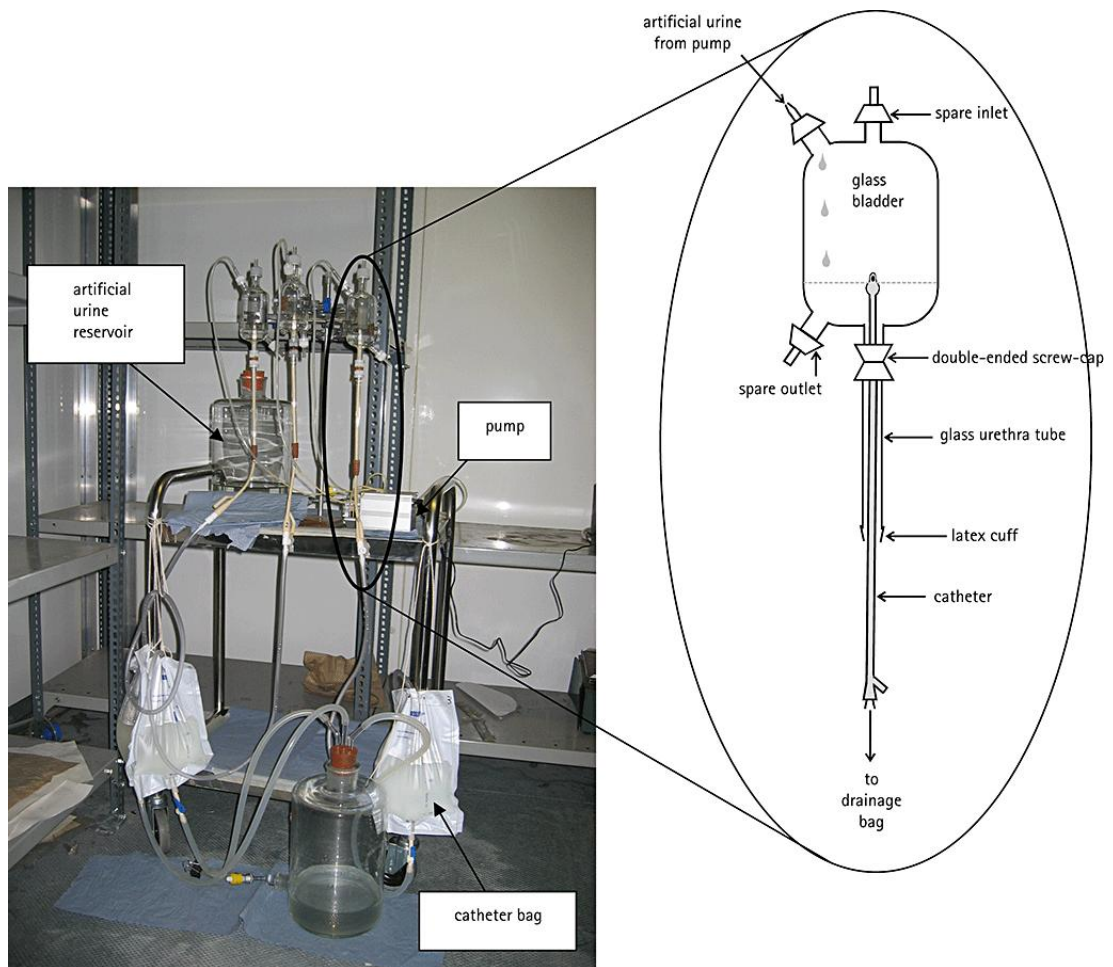 artificial urine
from pump
spare inlet
glass
bladder
double-ended screw-cap
spare outlet
glass urethra tube
latex cuff
catheter
to
drainage
bag
artificial
urine
reservoir
pump
catheter bag